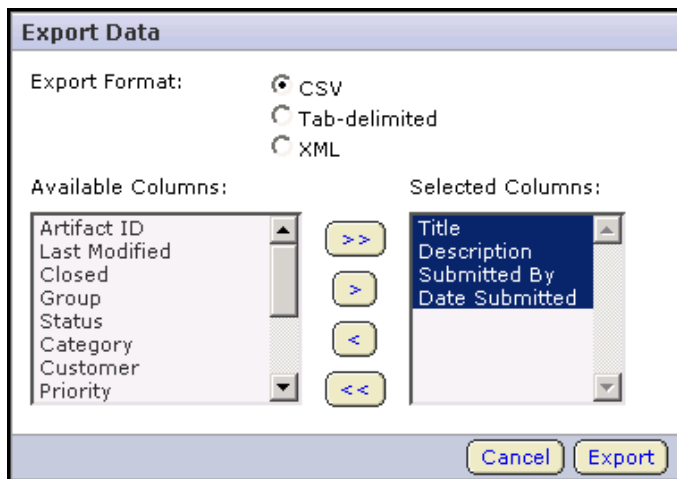 Export Data
Export Format:
CSV
Tab-delimited
XML
Available Columns:
Artifact ID
Last Modified
Closed
Group
Status
Category
Customer
Priority
>>
>
<
<<
Selected Columns:
Title
Description
Submitted By
Date Submitted
Cancel
Export